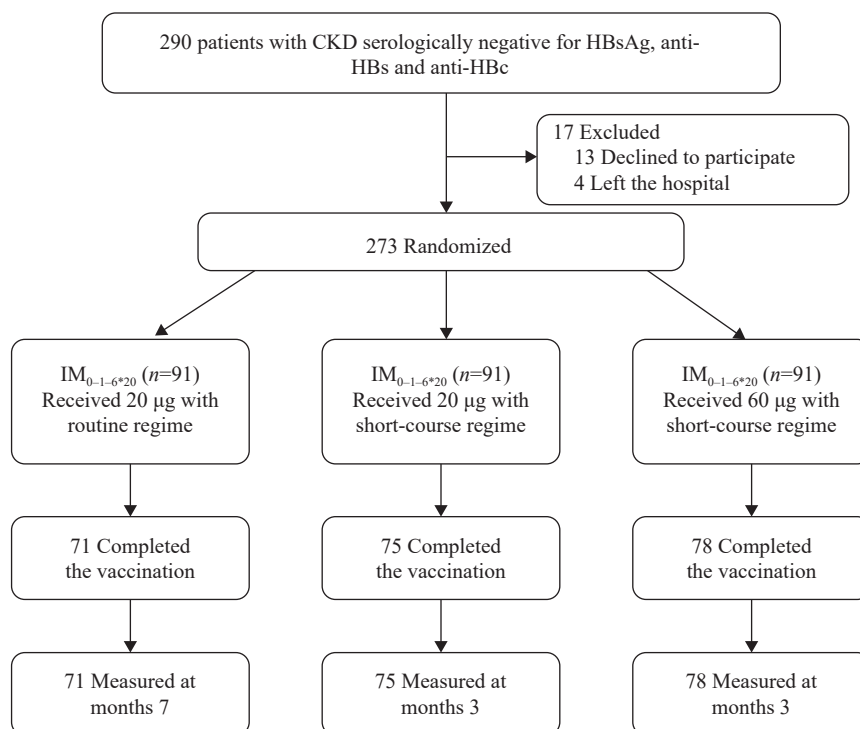 290 patients with CKD serologically negative for HBsAg, anti-
HBs and anti-HBc
17 Excluded
13 Declined to participate
4 Left the hospital
273 Randomized
IM0–1–6*20 (n=91)
Received 20 μg with
routine regime
IM0–1–6*20 (n=91)
Received 20 μg with
short-course regime
IM0–1–6*20 (n=91)
Received 60 μg with
short-course regime
71 Completed
the vaccination
75 Completed
the vaccination
78 Completed
the vaccination
71 Measured at
months 7
75 Measured at
months 3
78 Measured at
months 3